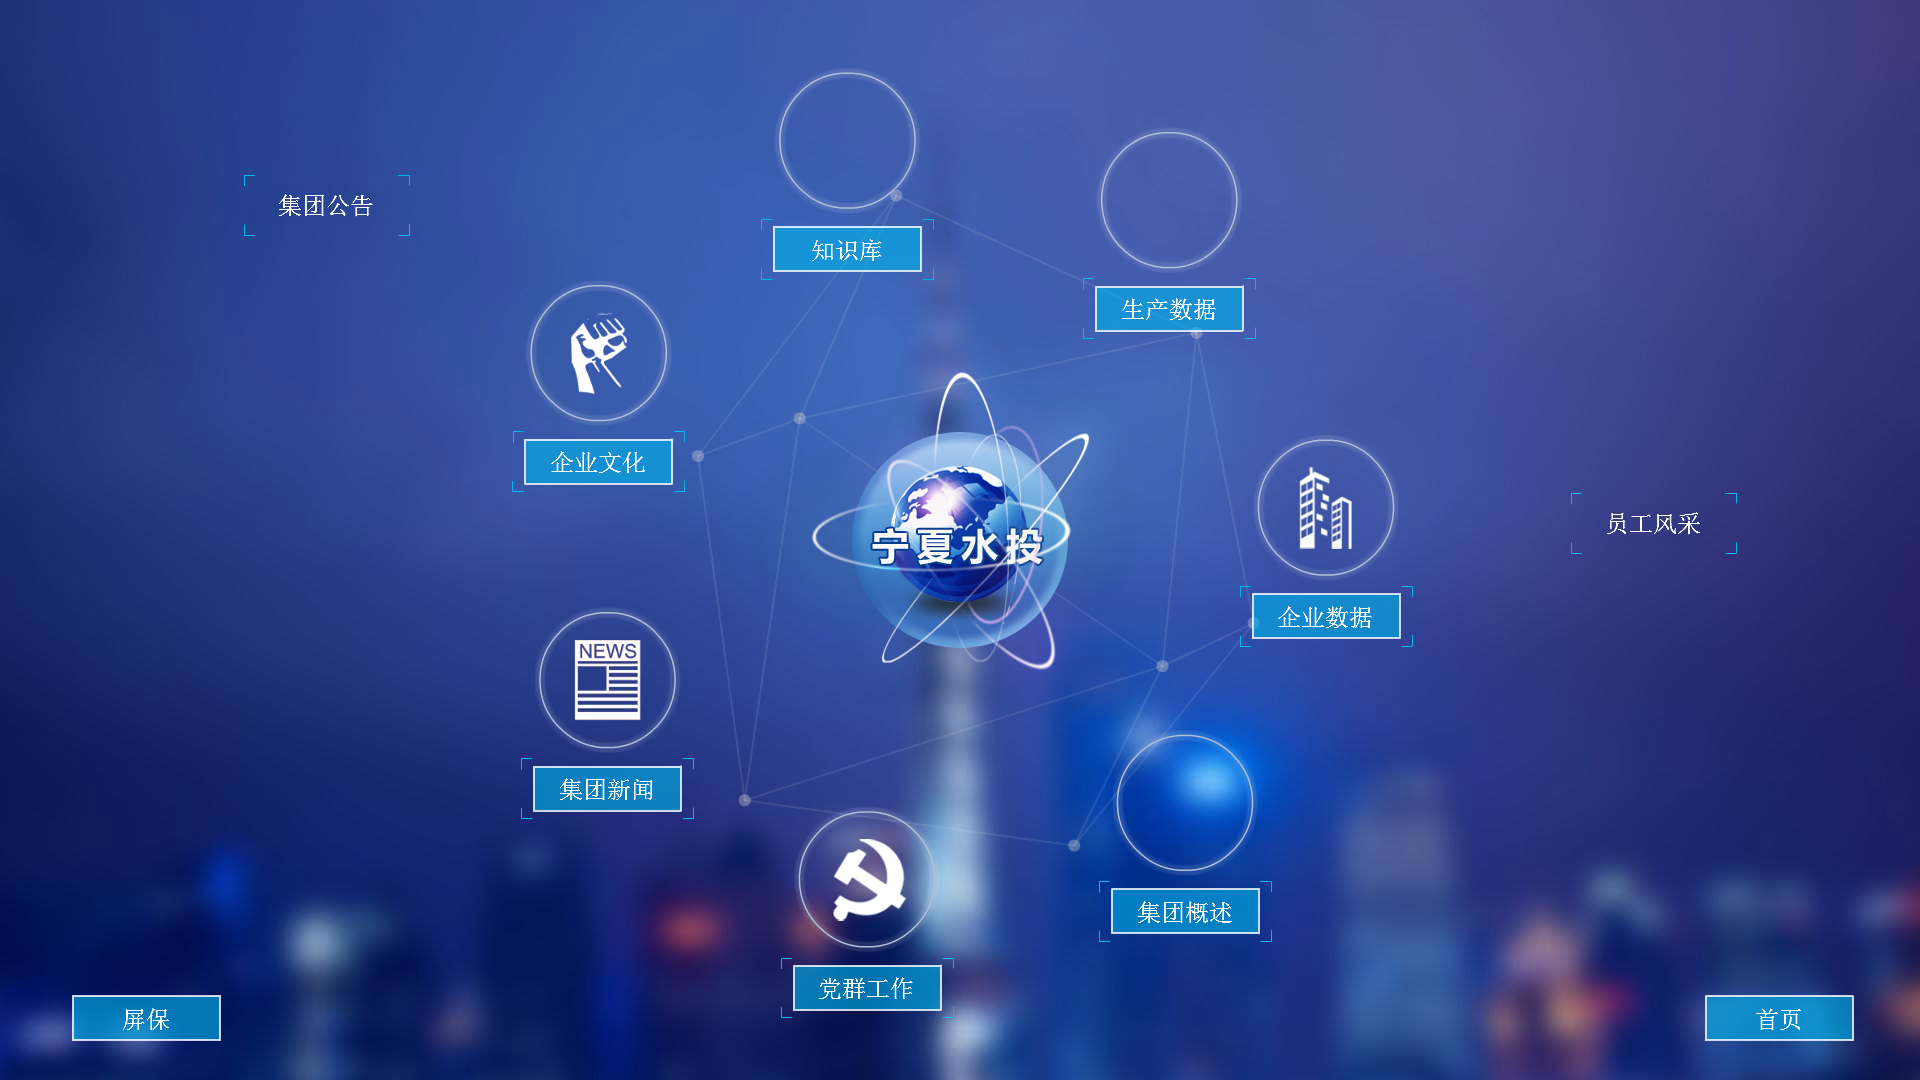 集团公告
知识库
生产数据
企业文化
宁夏水投
员工风采
企业数据
NEWS
集团新闻
集团概述
党群工作
屏保
首页